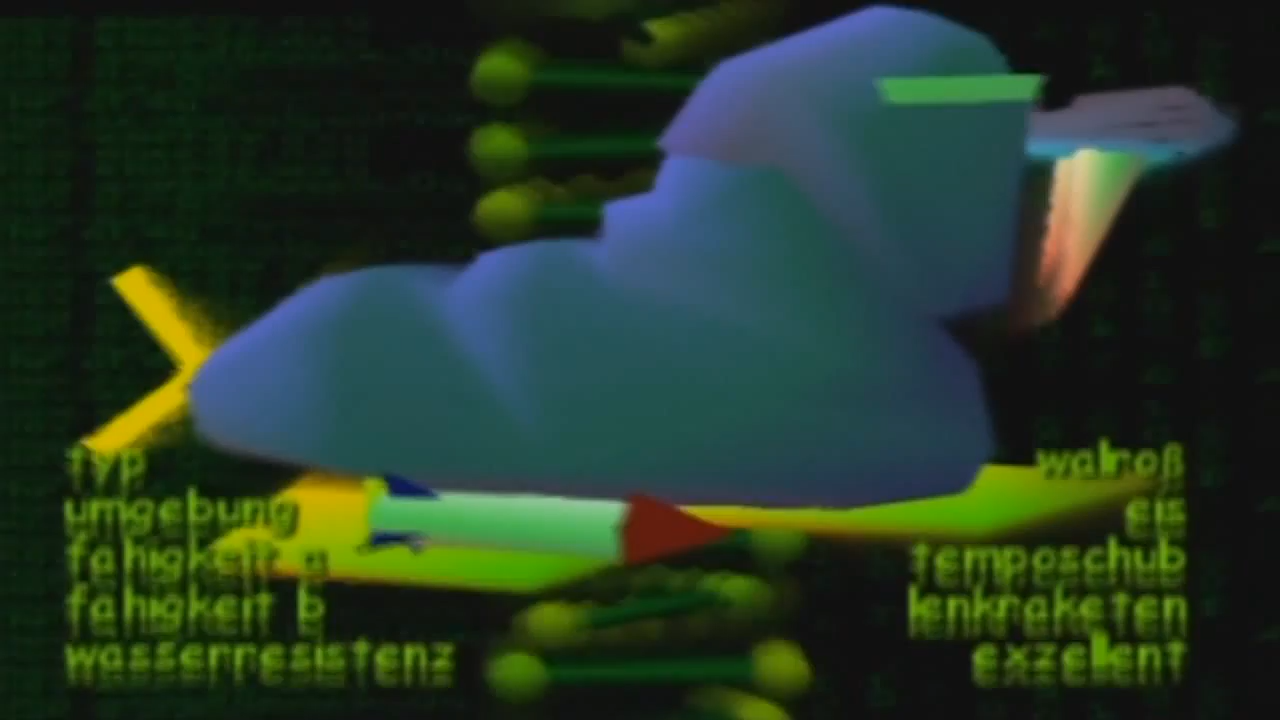 typ walroß
umgebung eis
fähigkeit a temposchub
fähigkeit b lenkraketen
wasserresistenz exzellent